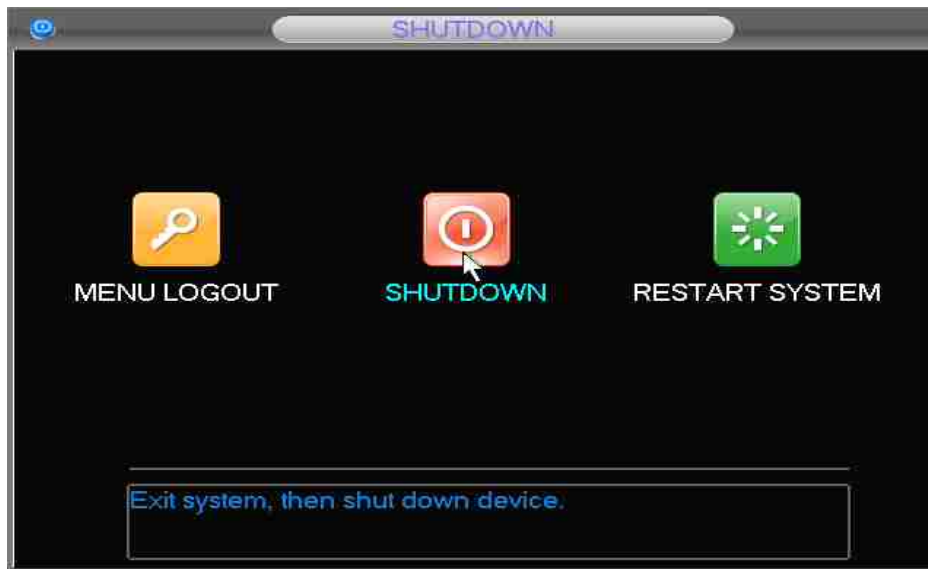 SHUTDOWN
MENU LOGOUT
SHUTDOWN
RESTART SYSTEM
Exit system, then shut down device.